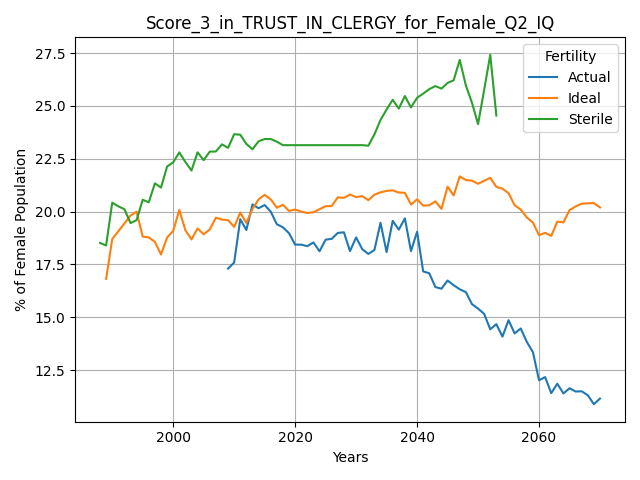 Score_3_in_TRUST_IN_CLERGY_for_Female_Q2_IQ
27.5
25.0
22.5
20.0
17.5
15.0
12.5
% of Female Population
Fertility
Actual
Ideal
Sterile
2000
2020
2040
2060
Years